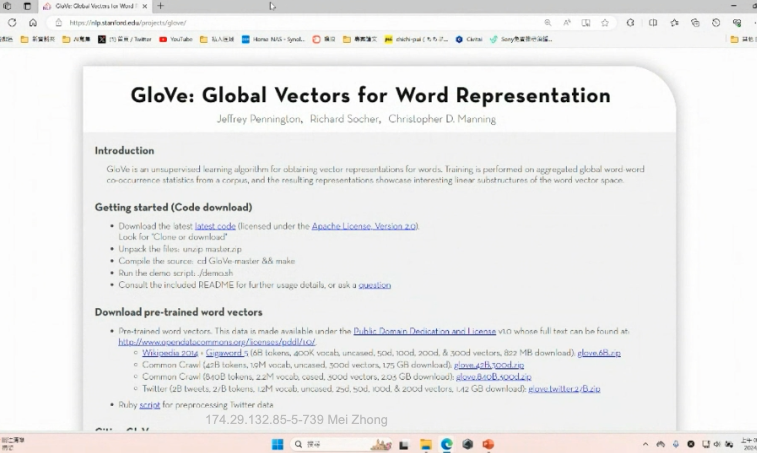 GloVe: Global Vectors for Word R
https://nlp.stanford.edu/projects/glove/
首頁 / Twitter
YouTube
私人區域
Home NAS - Synol...
GloVe: Global Vectors for Word Representation
Jeffrey Pennington, Richard Socher, Christopher D. Manning
Introduction
GloVe is an unsupervised learning algorithm for obtaining vector representations for words. Training is performed on aggregated global word-word
co-occurrence statistics from a corpus, and the resulting representations showcase interesting linear substructures of the word vector space.
Getting started (Code download)
• Download the latest latest code (licensed under the Apache License, Version 2.0).
Look for "Clone or download"
• Unpack the files: unzip master.zip
• Compile the source: cd GloVe-master && make
• Run the demo script: ./demo.sh
• Consult the included README for further usage details, or ask a question
Download pre-trained word vectors
• Pre-trained word vectors. This data is made available under the Public Domain Dedication and License v1.0 whose full text can be found at:
http://www.opendatacommons.org/licenses/pddl/1.0/.
○ Wikipedia 2014 + Gigaword 5 (6B tokens, 400K vocab, uncased, 50d, 100d, 200d, & 300d vectors, 822 MB download): glove.6B.zip
○ Common Crawl (42B tokens, 1.9M vocab, uncased, 300d vectors, 1.75 GB download): glove.42B.300d.zip
○ Common Crawl (840B tokens, 2.2M vocab, cased, 300d vectors, 2.03 GB download): glove.840B.300d.zip
○ Twitter (2B tweets, 27B tokens, 1.2M vocab, uncased, 25d, 50d, 100d, & 200d vectors, 1.42 GB download): glove.twitter.27B.zip
• Ruby script for preprocessing Twitter data
174.29.132.85-5-739 Mei Zhong
搜尋
上午
2024